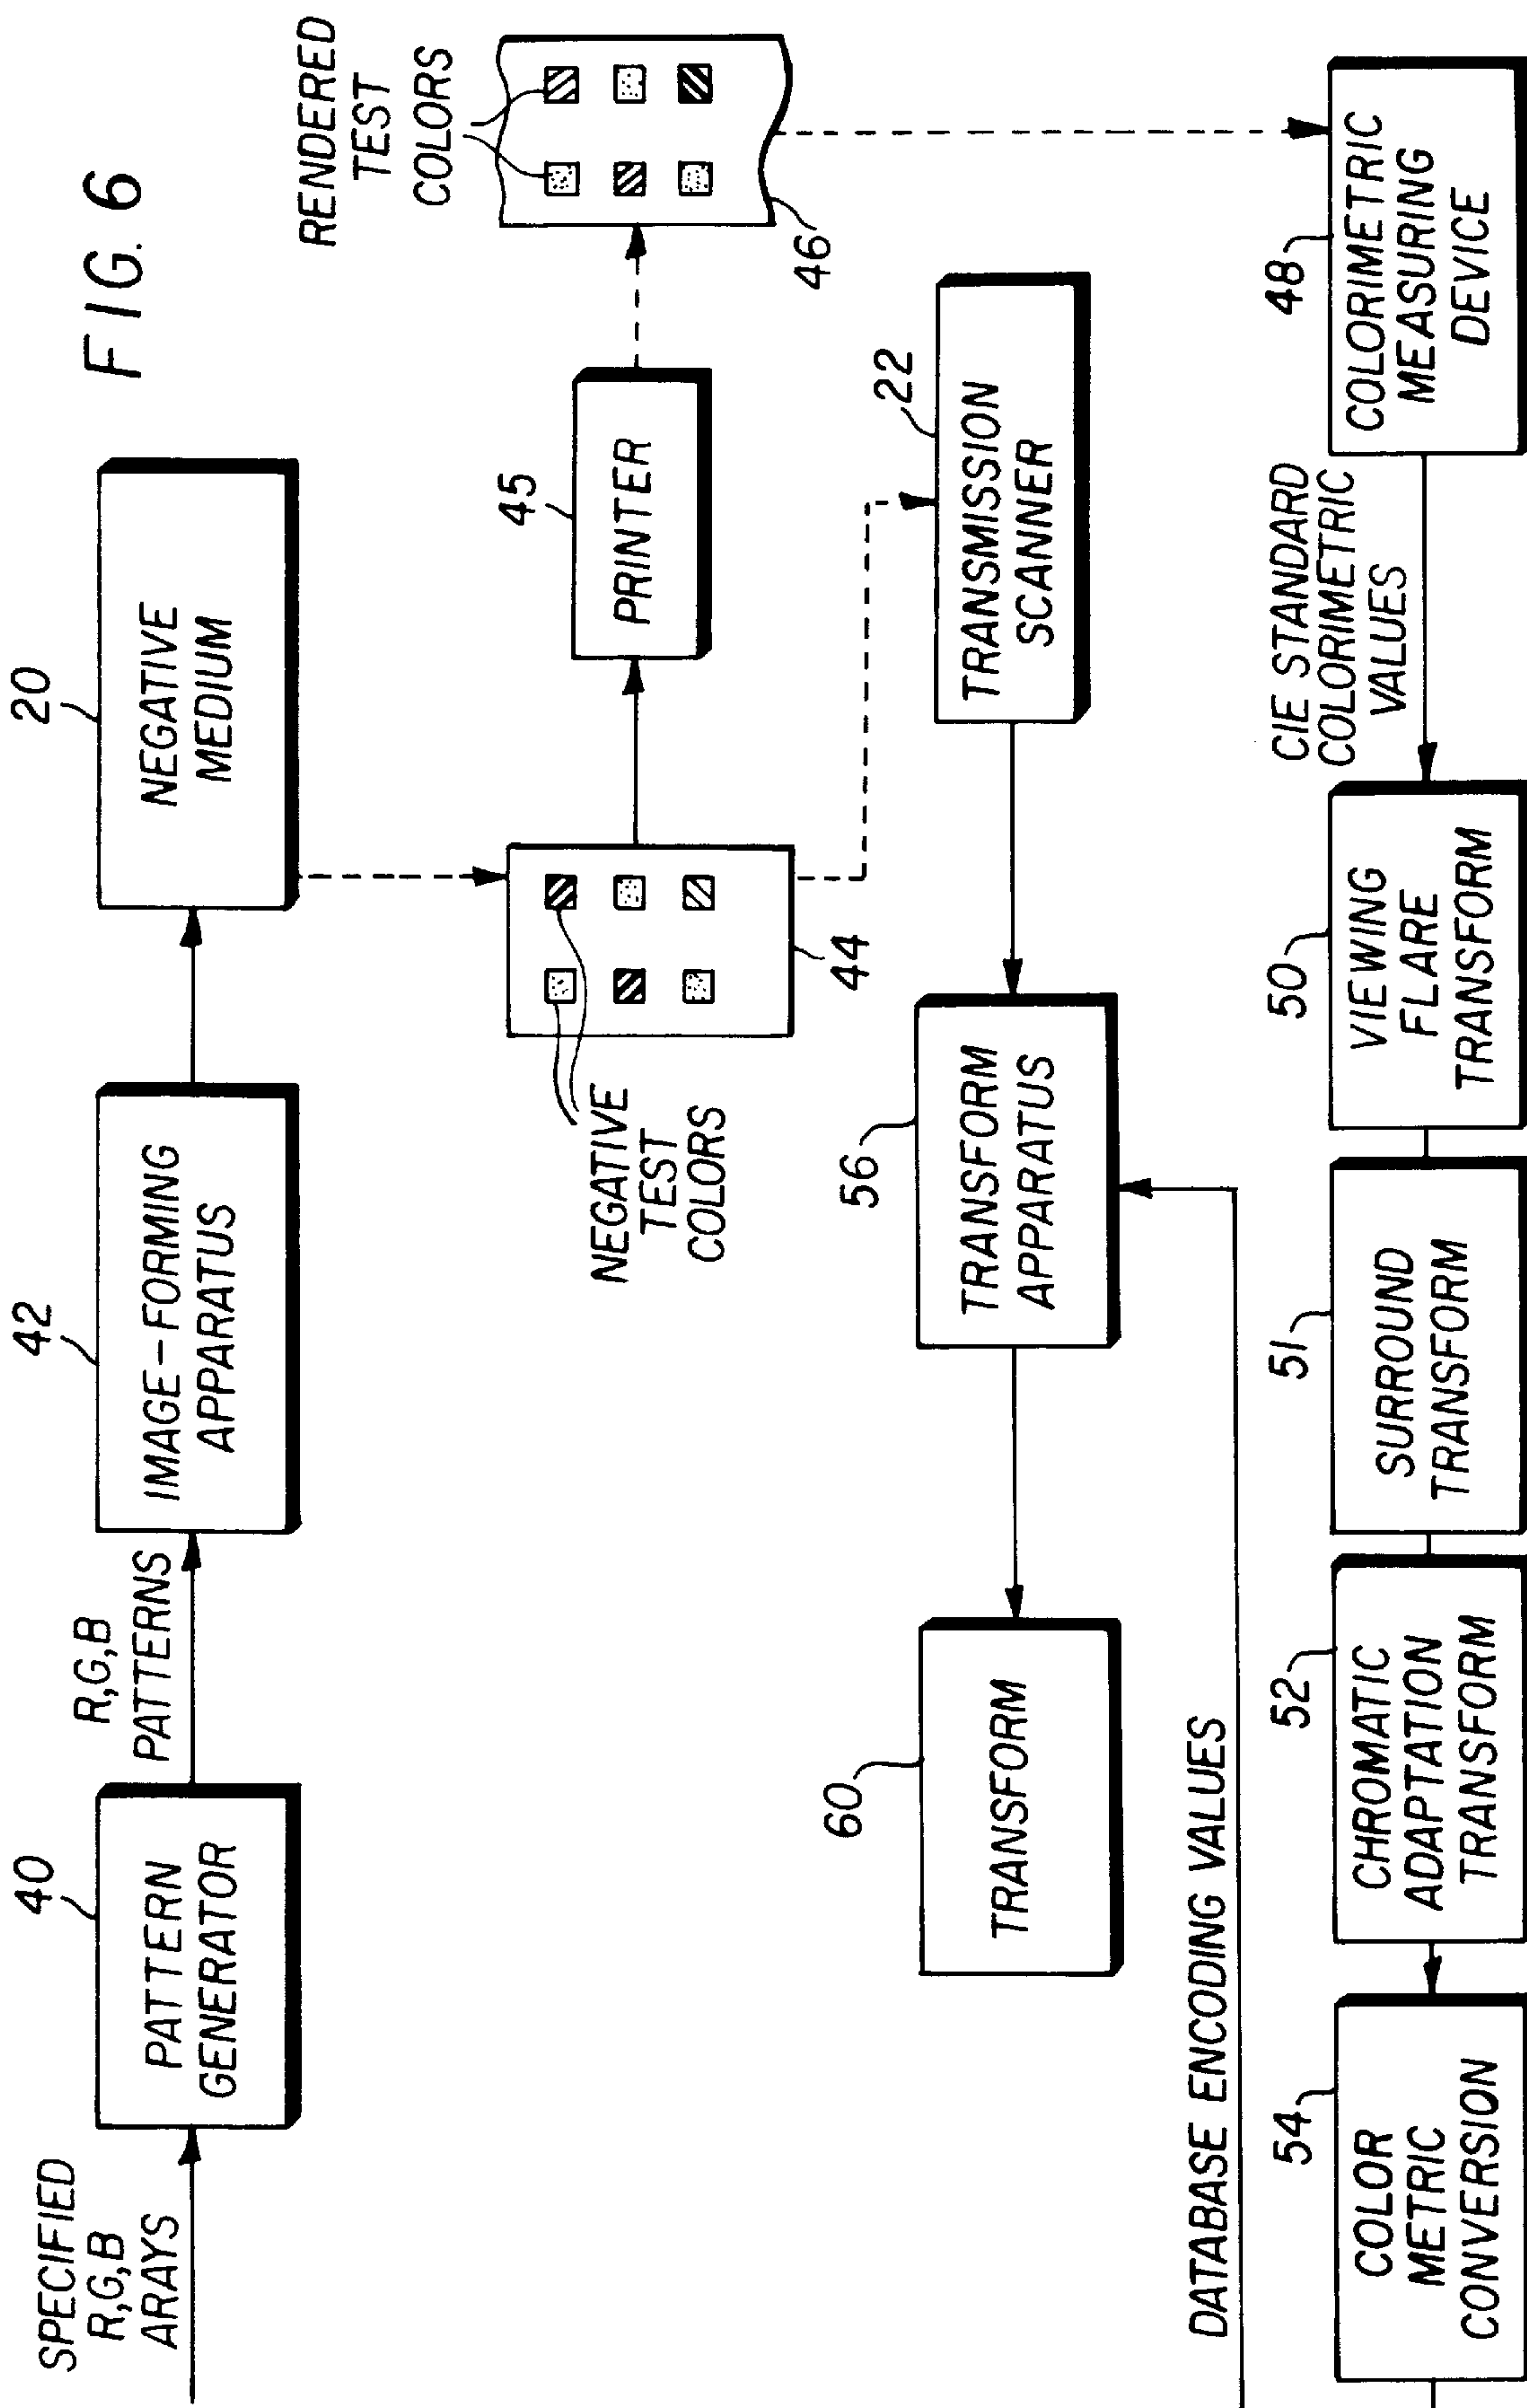 FIG. 6
SPECIFIED
R,G,B
ARAYS
40
PATTERN
GENERATOR
R,G,B
PATTERNS
42
IMAGE-FORMING
APPARATUS
20
NEGATIVE
MEDIUM
NEGATIVE
TEST
COLORS
44
45
PRINTER
RENDERED
TEST
COLORS
46
22
TRANSMISSION
SCANNER
56
TRANSFORM
APPARATUS
60
TRANSFORM
DATABASE ENCODING VALUES
48
COLORIMETRIC
MEASURING
DEVICE
CIE STANDARD
COLORIMETRIC
VALUES
50
VIEWING
FLARE
TRANSFORM
51
SURROUND
TRANSFORM
52
CHROMATIC
ADAPTATION
TRANSFORM
54
COLOR
METRIC
CONVERSION